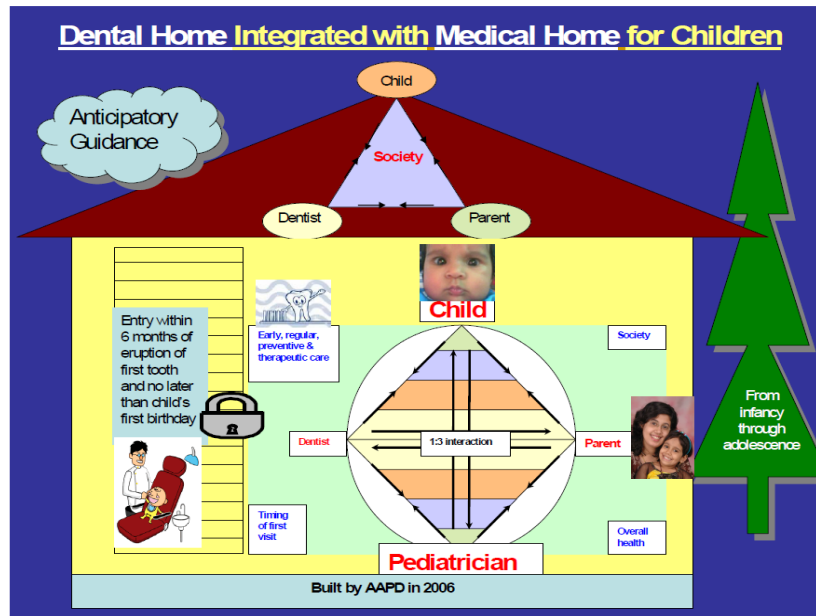 Dental Home Integrated with Medical Home for Children
Child
Anticipatory
Guidance
Society
Dentist
Parent
Child
Entry within
6 months of
eruption of
first tooth
and no later
than child's
first birthday
Early, regular,
preventive &
therapeutic care
Society
From
infancy
through
adolescence
Dentist
1:3 interaction
Parent
Timing
of first
visit
Overall
health
Pediatrician
Built by AAPD in 2006